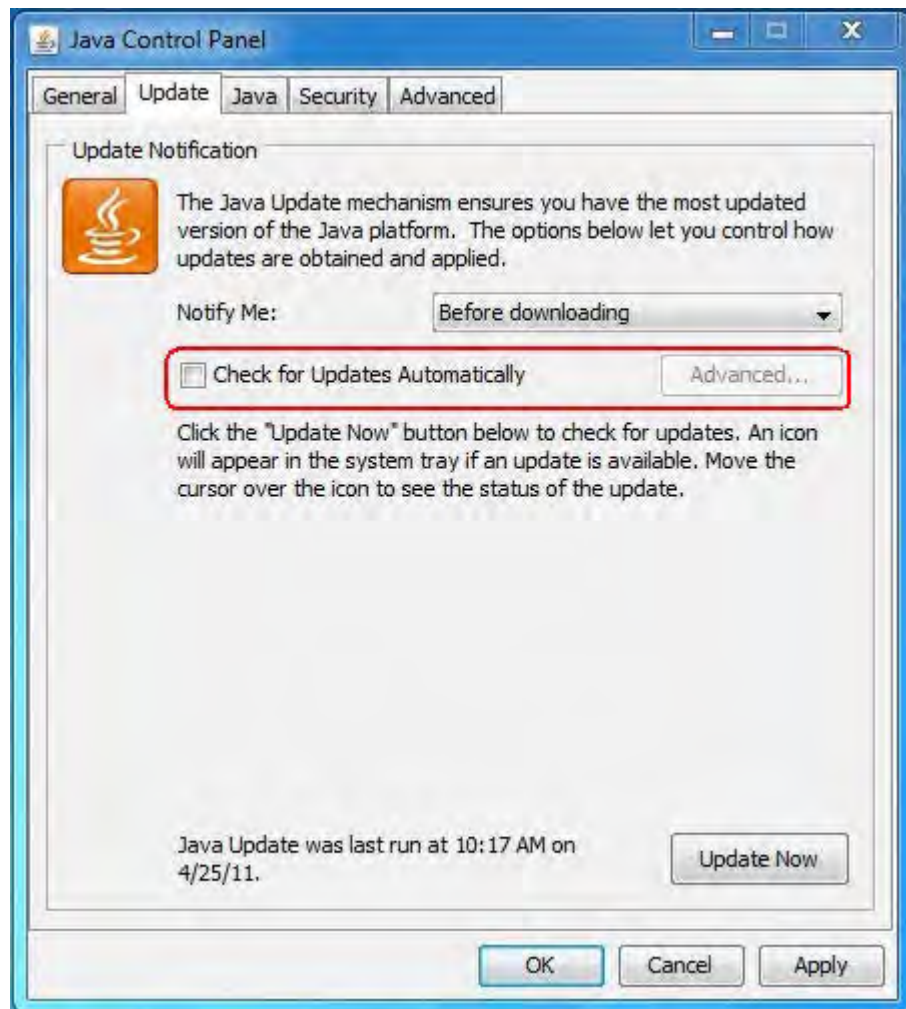 Java Control Panel
General Update Java Security Advanced
Update Notification
The Java Update mechanism ensures you have the most updated
version of the Java platform. The options below let you control how
updates are obtained and applied.
Notify Me: Before downloading
Check for Updates Automatically Advanced...
Click the "Update Now" button below to check for updates. An icon
will appear in the system tray if an update is available. Move the
cursor over the icon to see the status of the update.
Java Update was last run at 10:17 AM on
4/25/11.
Update Now
OK Cancel Apply